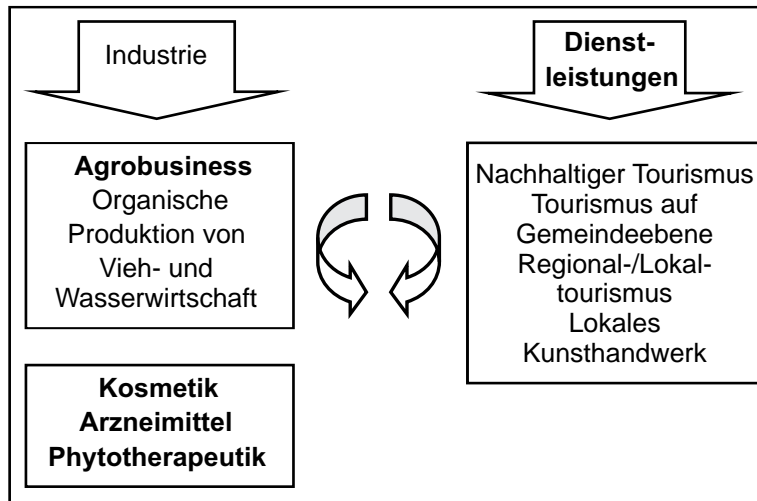 Industrie
Agrobusiness
Organische
Produktion von
Vieh- und
Wasserwirtschaft
Kosmetik
Arzneimittel
Phytotherapeutik
Dienst-
leistungen
Nachhaltiger Tourismus
Tourismus auf
Gemeindeebene
Regional-/Lokal-
tourismus
Lokales
Kunsthandwerk